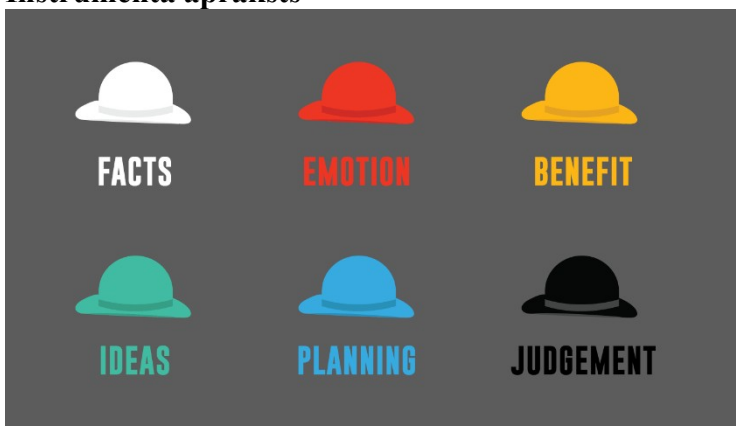 Instrumenta apraksts
FACTS
EMOTION
BENEFIT
IDEAS
PLANNING
JUDGEMENT